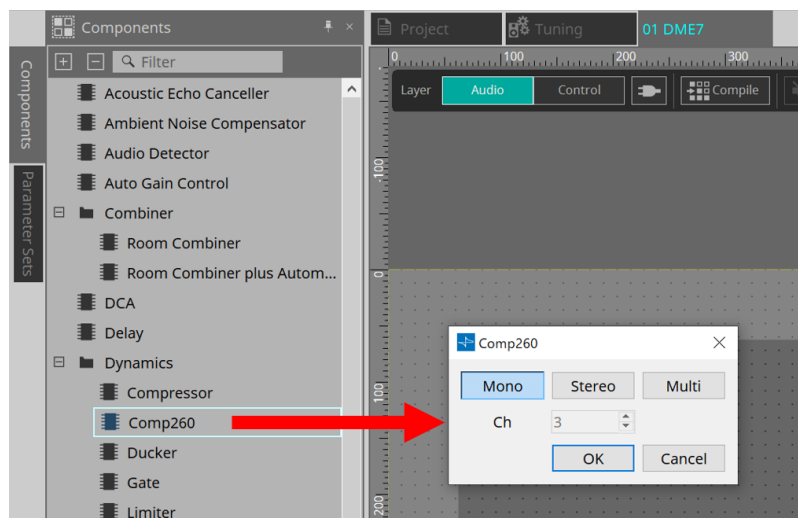 Components
Project
Tuning
01 DME7
Filter
0
100
200
300
Layer
Audio
Control
Compile
Components
Parameter Sets
Acoustic Echo Canceller
Ambient Noise Compensator
Audio Detector
Auto Gain Control
Combiner
Room Combiner
Room Combiner plus Autom...
DCA
Delay
Dynamics
Compressor
Comp260
Ducker
Gate
Limiter
-100
0
100
200
Comp260
Mono
Stereo
Multi
Ch
3
OK
Cancel